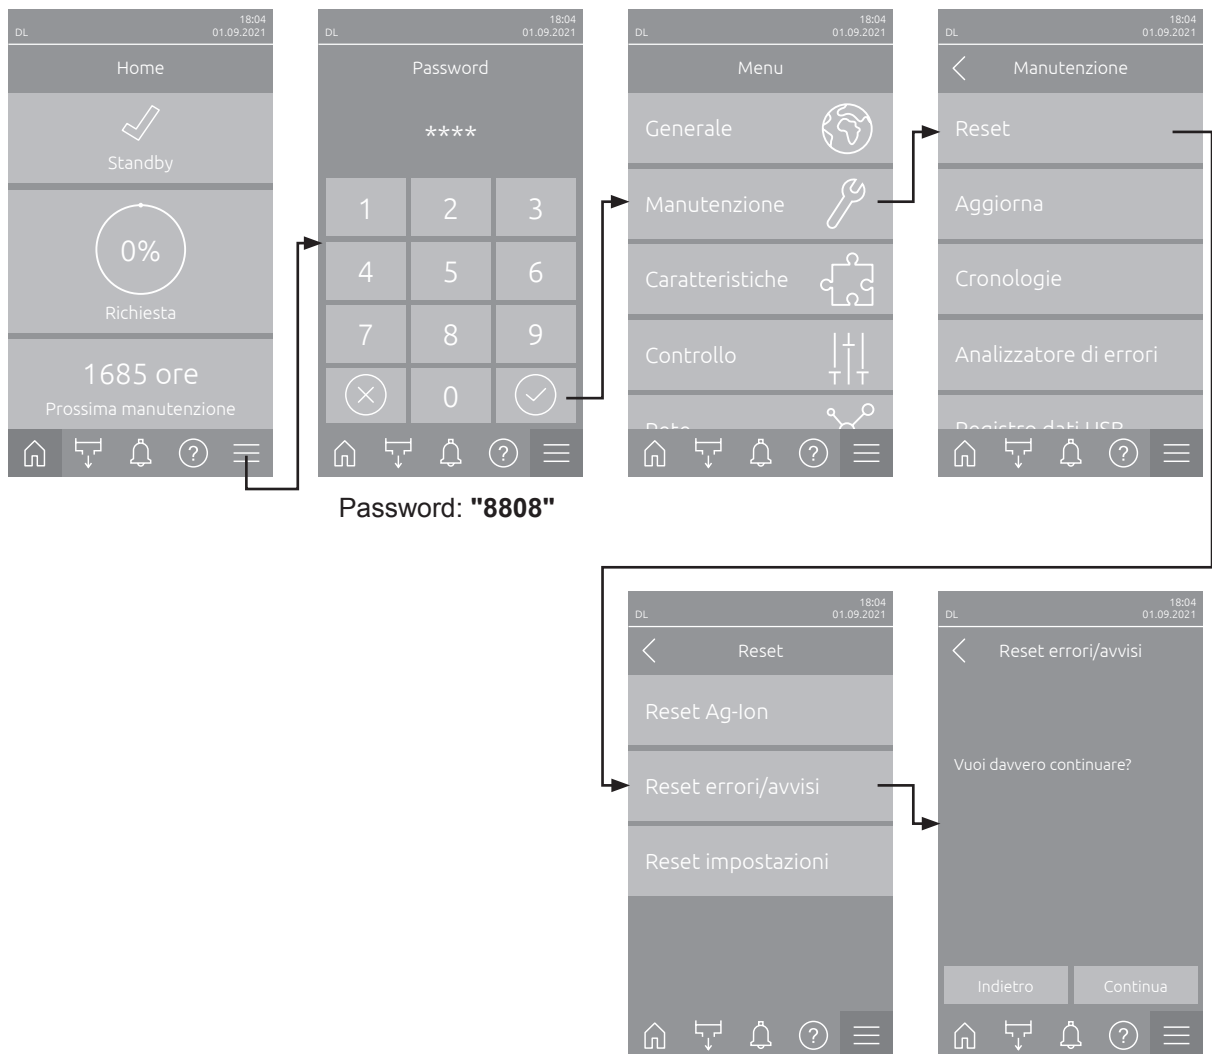 18:04
DL 01.09.2021
Home
Standby
0%
Richiesta
1685 ore
Prossima manutenzione
18:04
DL 01.09.2021
Password
****
1 2 3
4 5 6
7 8 9
0
Password: "8808"
18:04
DL 01.09.2021
Menu
Generale
Manutenzione
Caratteristiche
Controllo
Rete
18:04
DL 01.09.2021
Manutenzione
Reset
Aggiorna
Cronologie
Analizzatore di errori
Registro dati USB
18:04
DL 01.09.2021
Reset
Reset Ag-Ion
Reset errori/avvisi
Reset impostazioni
18:04
DL 01.09.2021
Reset errori/avvisi
Vuoi davvero continuare?
Indietro Continua